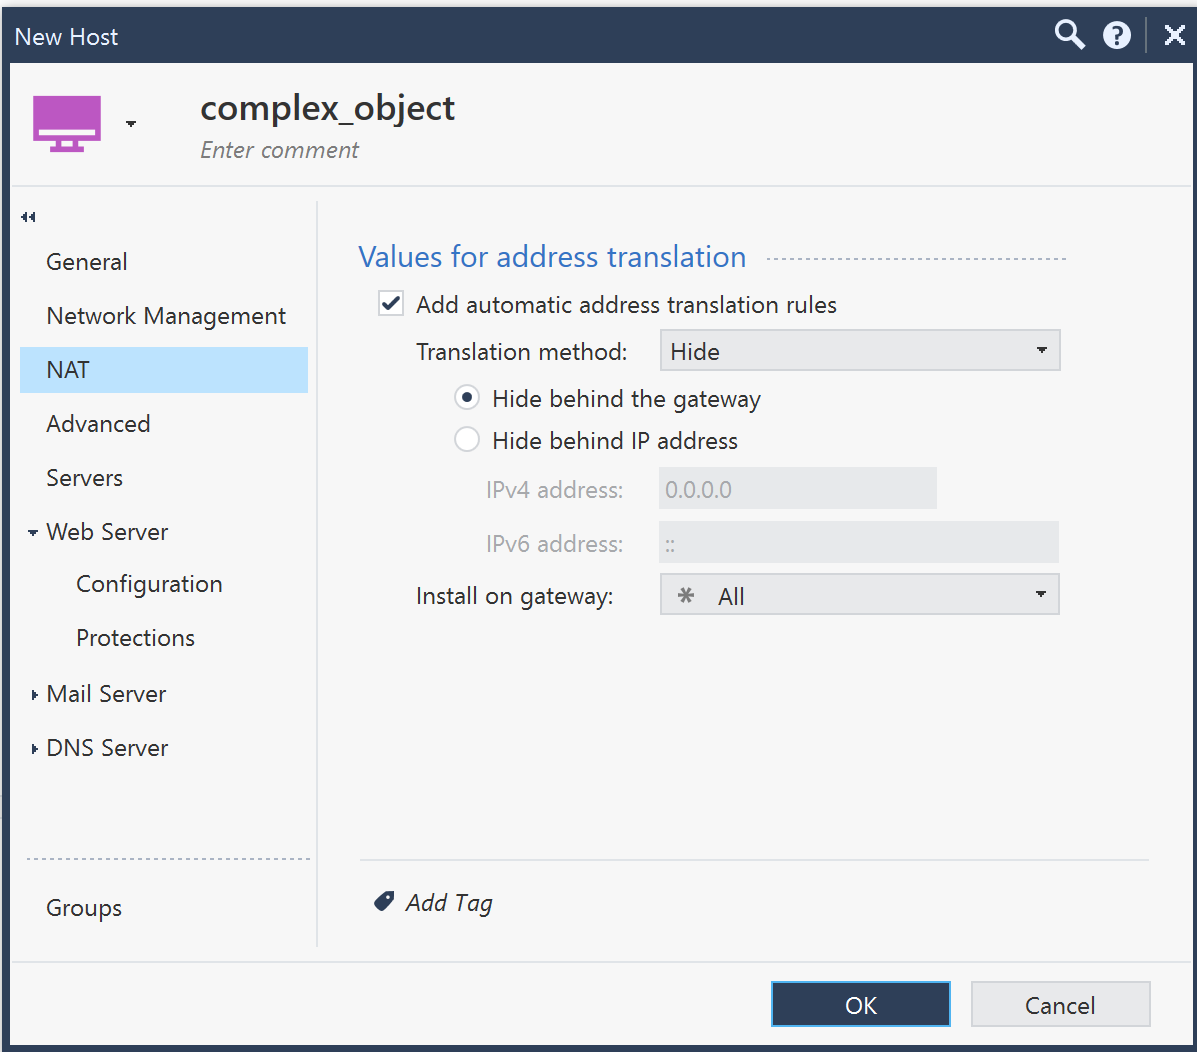 New Host
complex_object
Enter comment
General
Network Management
NAT
Advanced
Servers
Web Server
Configuration
Protections
Mail Server
DNS Server
Groups
Values for address translation
Add automatic address translation rules
Translation method: Hide
Hide behind the gateway
Hide behind IP address
IPv4 address: 0.0.0.0
IPv6 address: ::
Install on gateway: * All
Add Tag
OK Cancel